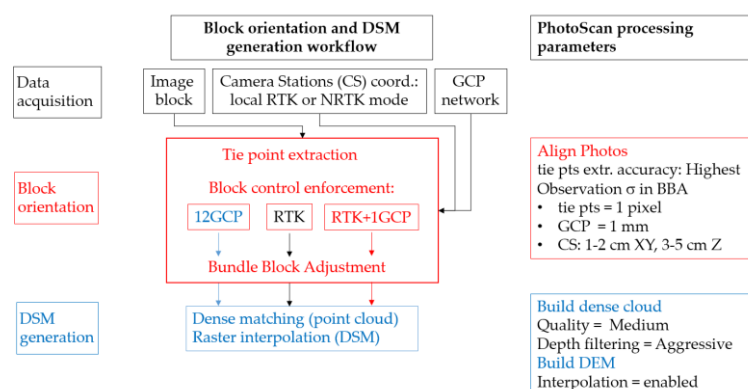 Block orientation and DSM
generation workflow
PhotoScan processing
parameters
Data
acquisition
Image
block
Camera Stations (CS) coord.:
local RTK or NRTK mode
GCP
network
Block
orientation
Tie point extraction
Block control enforcement:
12GCP
RTK
RTK+1GCP
Bundle Block Adjustment
Align Photos
tie pts extr. accuracy: Highest
Observation σ in BBA
• tie pts = 1 pixel
• GCP = 1 mm
• CS: 1-2 cm XY, 3-5 cm Z
DSM
generation
Dense matching (point cloud)
Raster interpolation (DSM)
Build dense cloud
Quality = Medium
Depth filtering = Aggressive
Build DEM
Interpolation = enabled